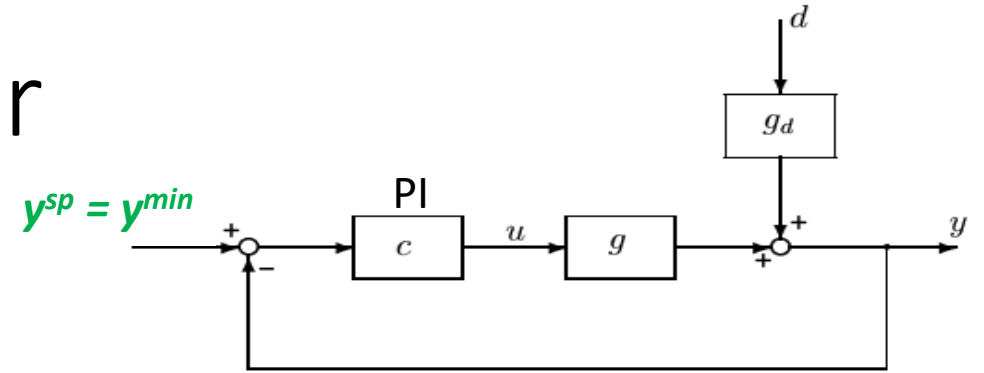 d
r
g_d
y^sp = y^min
PI
+
c
u
g
+
+
y
−